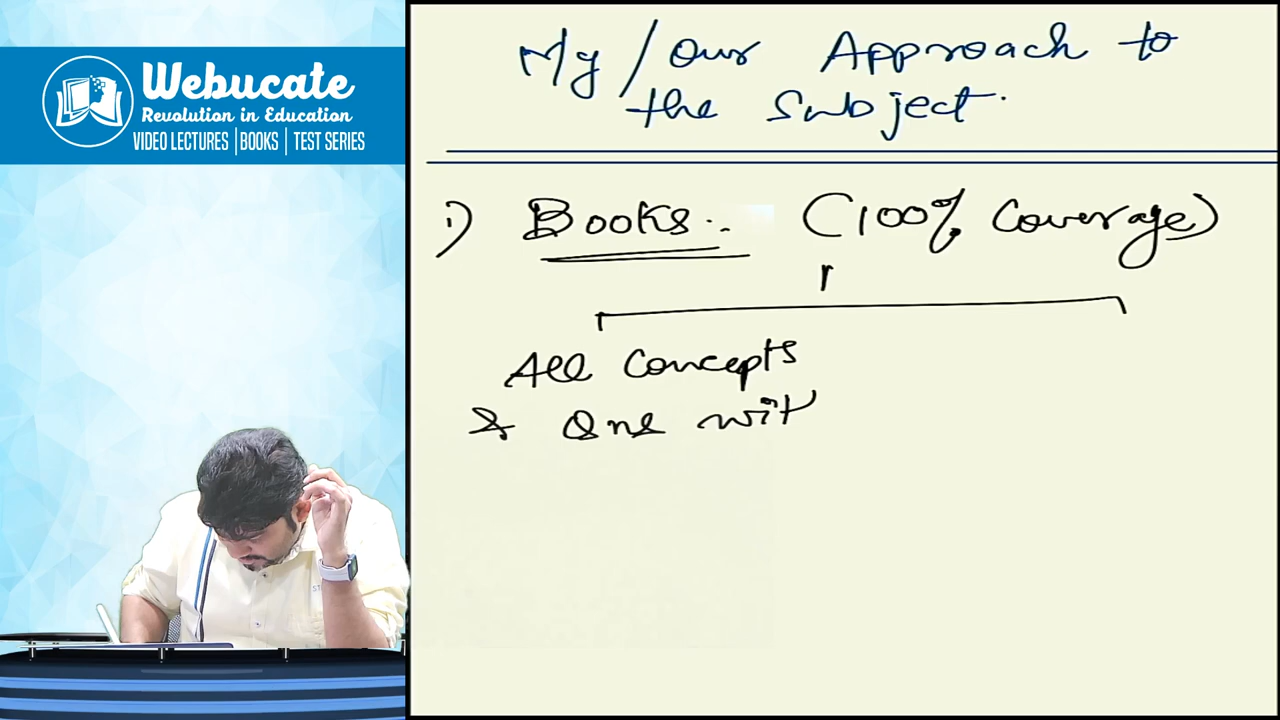 Webucate
Revolution in Education
VIDEO LECTURES | BOOKS | TEST SERIES
My / Our Approach to
the Subject.
1) Books:. (100% Coverage)
All Concepts
& Qns wit